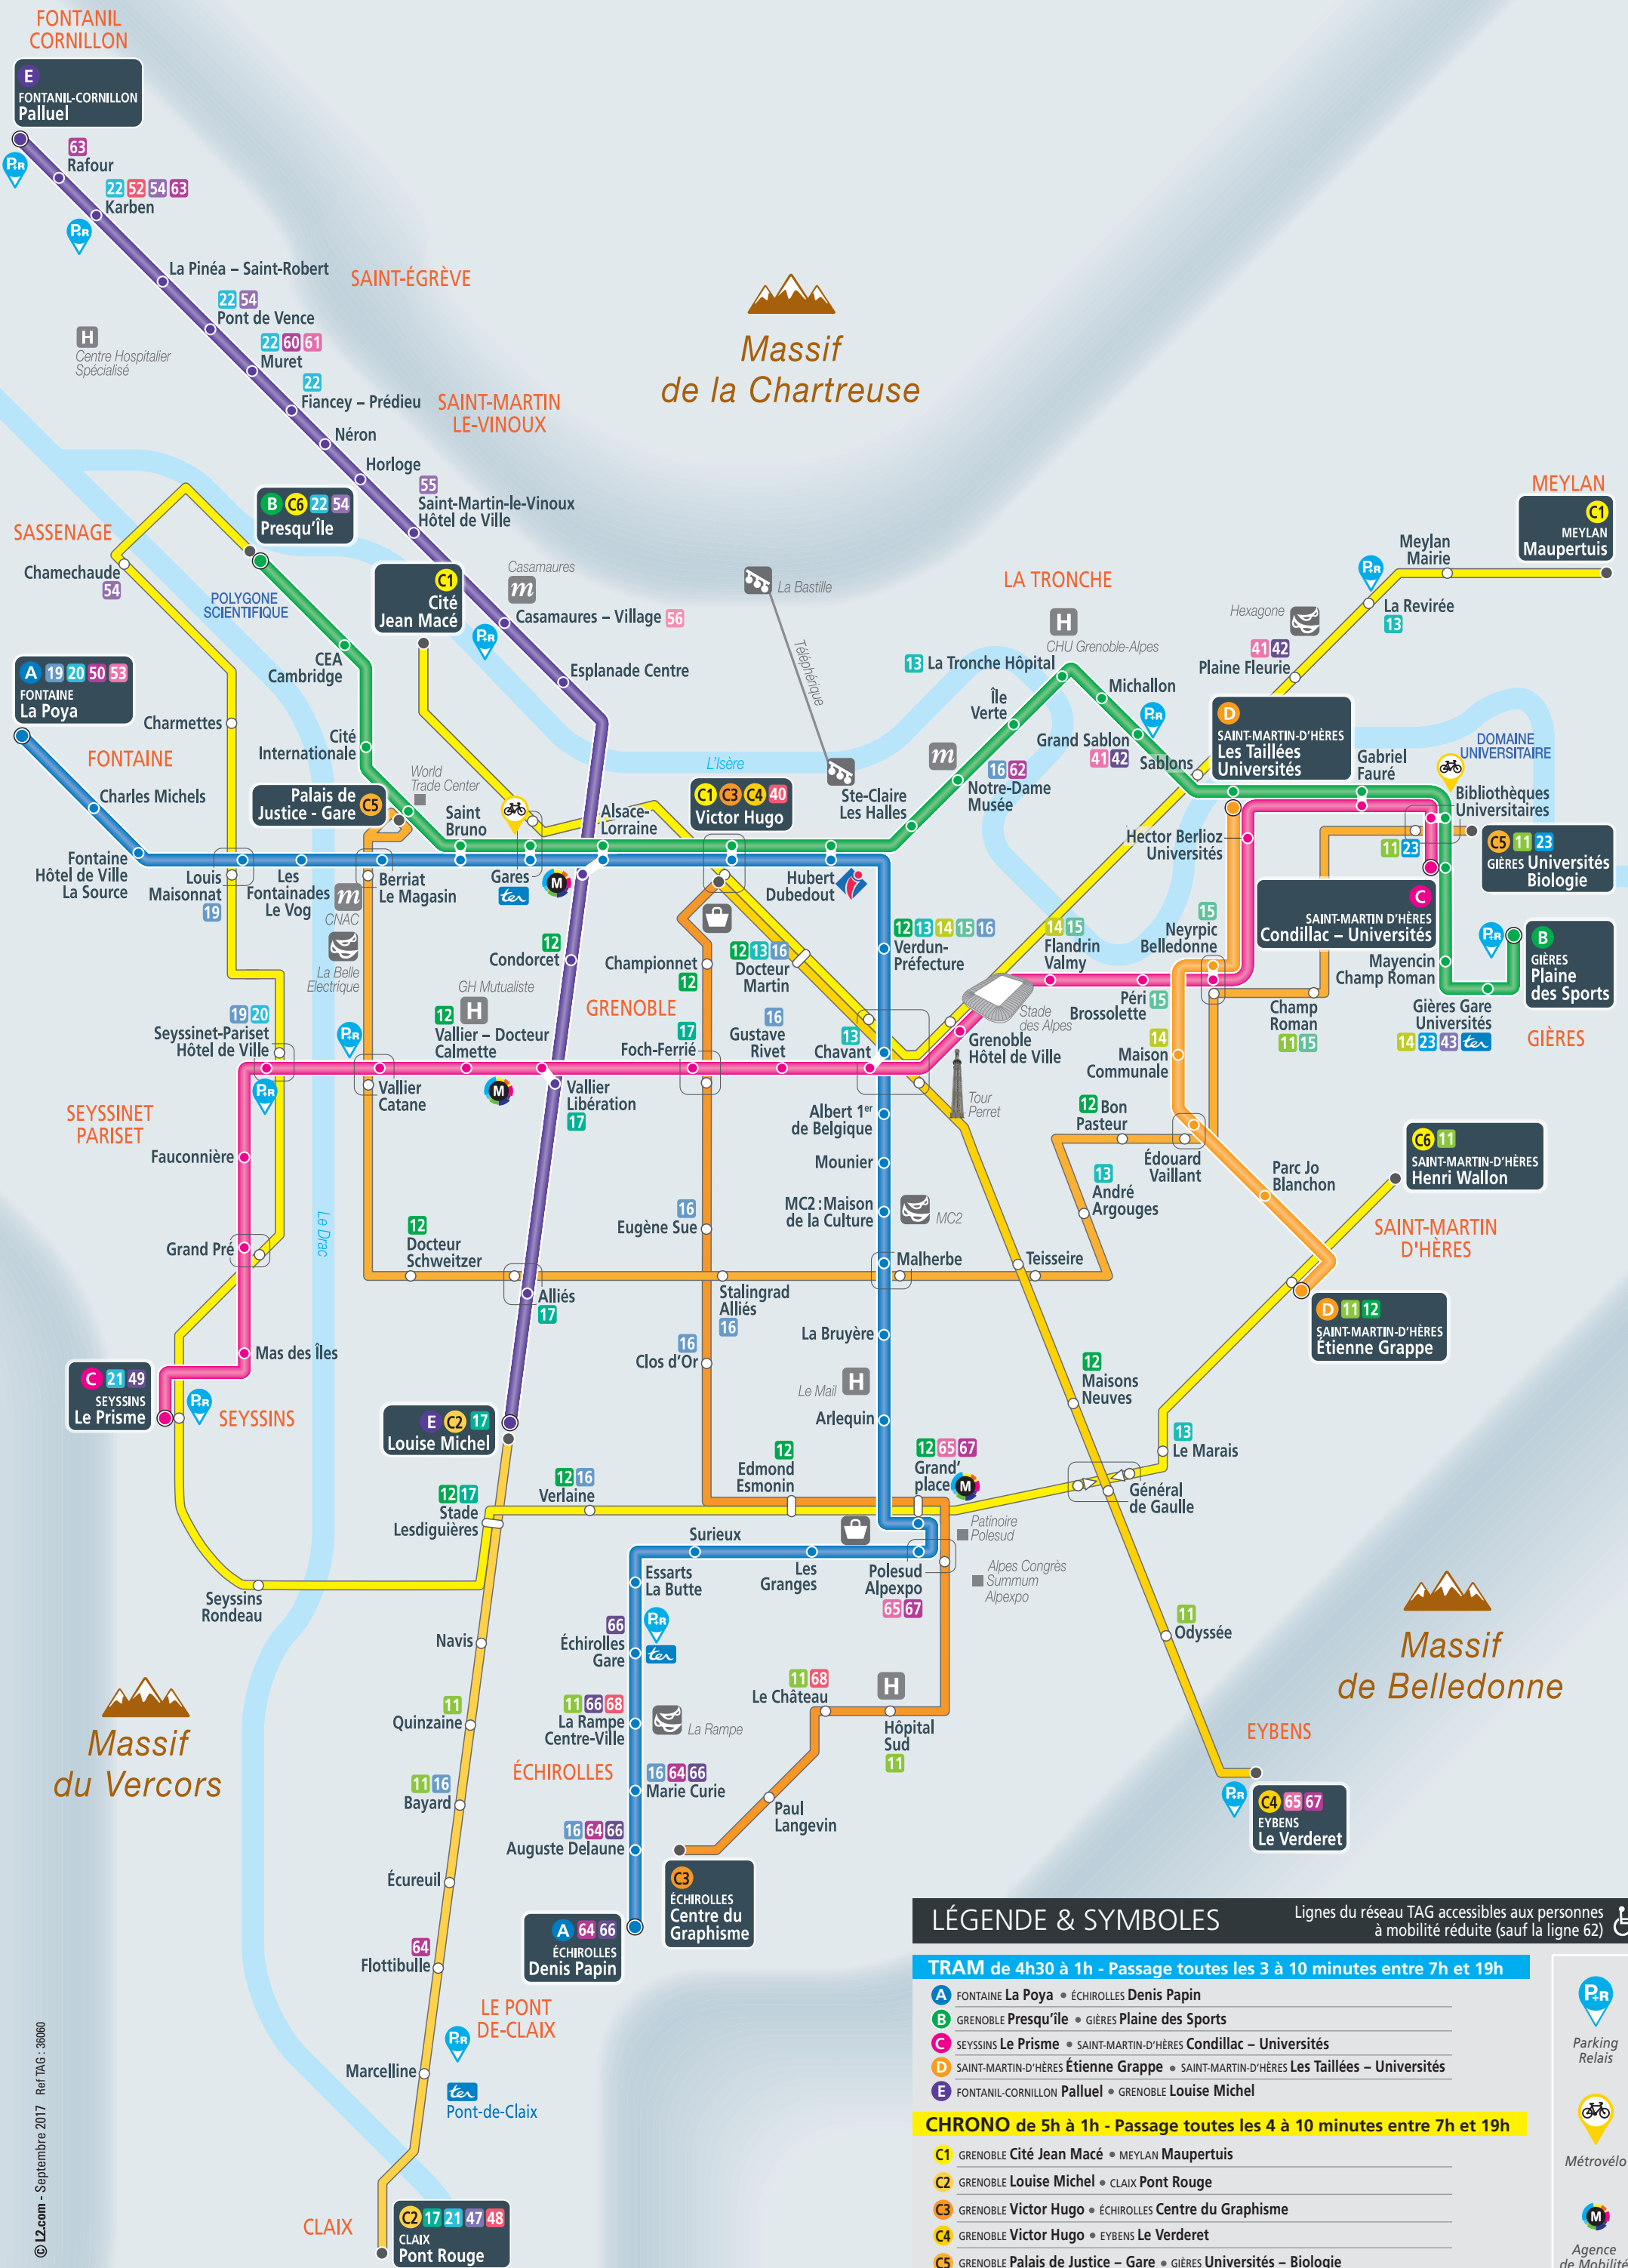 FONTANIL
CORNILLON
E
FONTANIL-CORNILLON
Palluel
P+R
63
Rafour
22 52 54 63
Karben
P+R
La Pinéa – Saint-Robert
SAINT-ÉGRÈVE
22 54
Pont de Vence
H
Centre Hospitalier
Spécialisé
22 60 61
Muret
22
Fiancey – Prédieu
SAINT-MARTIN
LE-VINOUX
Néron
Horloge
55
Saint-Martin-le-Vinoux
Hôtel de Ville
Massif
de la Chartreuse
B C6 22 54
Presqu'Île
SASSENAGE
Chamechaude
54
POLYGONE
SCIENTIFIQUE
C1
Cité
Jean Macé
Casamaures
m
Casamaures – Village 56
P+R
Esplanade Centre
La Bastille
Téléphérique
LA TRONCHE
H
CHU Grenoble-Alpes
13 La Tronche Hôpital
Michallon
Île
Verte
P+R
Grand Sablon
41 42
Sablons
MEYLAN
C1
MEYLAN
Maupertuis
Meylan
Mairie
P+R
La Revirée
13
Hexagone
41 42
Plaine Fleurie
D
SAINT-MARTIN-D'HÈRES
Les Taillées
Universités
DOMAINE
UNIVERSITAIRE
Gabriel
Fauré
Bibliothèques
Universitaires
CEA
Cambridge
A 19 20 50 53
FONTAINE
La Poya
FONTAINE
Charmettes
Cité
Internationale
Charles Michels
World
Trade Center
Palais de
Justice - Gare C5
Saint
Bruno
Alsace-
Lorraine
L'Isère
C1 C3 C4 40
Victor Hugo
m
16 62
Notre-Dame
Musée
Ste-Claire
Les Halles
Fontaine
Hôtel de Ville
La Source
Louis
Maisonnat
19
Les
Fontainades
Le Vog
Berriat
Le Magasin
m
CNAC
La Belle
Electrique
Gares
ter
M
Hubert
Dubedout
Hector Berlioz
Universités
11 23
C5 11 23
GIÈRES Universités
Biologie
C
SAINT-MARTIN D'HÈRES
Condillac – Universités
15
Neyrpic
Belledonne
P+R
B
GIÈRES
Plaine
des Sports
Mayencin
Champ Roman
Gières Gare
Universités
14 23 43 ter
GIÈRES
12
Condorcet
Championnet
12
12 13 16
Docteur
Martin
12 13 14 15 16
Verdun-
Préfecture
14 15
Flandrin
Valmy
Péri 15
Brossolette
Champ
Roman
11 15
Stade
des Alpes
GH Mutualiste
12 H
Vallier – Docteur
Calmette
M
GRENOBLE
17
Foch-Ferrié
16
Gustave
Rivet
13
Chavant
Grenoble
Hôtel de Ville
Tour
Perret
14
Maison
Communale
19 20
Seyssinet-Pariset
Hôtel de Ville
P+R
P+R
Vallier
Catane
Vallier
Libération
17
SEYSSINET
PARISET
Fauconnière
Albert 1er
de Belgique
Mounier
MC2 : Maison
de la Culture
MC2
12 Bon
Pasteur
Édouard
Vaillant
13
André
Argouges
Parc Jo
Blanchon
C6 11
SAINT-MARTIN-D'HÈRES
Henri Wallon
SAINT-MARTIN
D'HÈRES
Grand Pré
Le Drac
12
Docteur
Schweitzer
16
Eugène Sue
Malherbe
Teisseire
Alliés
17
Stalingrad
Alliés
16
La Bruyère
D 11 12
SAINT-MARTIN-D'HÈRES
Étienne Grappe
16
Clos d'Or
Mas des Îles
C 21 49
SEYSSINS
Le Prisme
P+R
SEYSSINS
Le Mail H
Arlequin
12
Maisons
Neuves
E C2 17
Louise Michel
13
Le Marais
12
Edmond
Esmonin
12 65 67
Grand'
place
M
12 16
Verlaine
12 17
Stade
Lesdiguières
Général
de Gaulle
Patinoire
Polesud
Surieux
Essarts
La Butte
Les
Granges
Polesud
Alpexpo
65 67
Alpes Congrès
Summum
Alpexpo
Seyssins
Rondeau
Navis
66
Échirolles
Gare
P+R
ter
11
Odyssée
Massif
de Belledonne
Massif
du Vercors
11
Quinzaine
11 66 68
La Rampe
Centre-Ville
La Rampe
11 68
Le Château
H
Hôpital
Sud
11
EYBENS
ÉCHIROLLES
11 16
Bayard
16 64 66
Marie Curie
Paul
Langevin
P+R
C4 65 67
EYBENS
Le Verderet
16 64 66
Auguste Delaune
Écureuil
C3
ÉCHIROLLES
Centre du
Graphisme
A 64 66
ÉCHIROLLES
Denis Papin
64
Flottibulle
LE PONT
DE-CLAIX
P+R
Marcelline
ter
Pont-de-Claix
CLAIX
C2 17 21 47 48
CLAIX
Pont Rouge
© L2.com - Septembre 2017 Ref TAG : 36060
LÉGENDE & SYMBOLES
Lignes du réseau TAG accessibles aux personnes
à mobilité réduite (sauf la ligne 62)
TRAM de 4h30 à 1h - Passage toutes les 3 à 10 minutes entre 7h et 19h
A FONTAINE La Poya • ÉCHIROLLES Denis Papin
B GRENOBLE Presqu'île • GIÈRES Plaine des Sports
C SEYSSINS Le Prisme • SAINT-MARTIN-D'HÈRES Condillac – Universités
D SAINT-MARTIN-D'HÈRES Étienne Grappe • SAINT-MARTIN-D'HÈRES Les Taillées – Universités
E FONTANIL-CORNILLON Palluel • GRENOBLE Louise Michel
CHRONO de 5h à 1h - Passage toutes les 4 à 10 minutes entre 7h et 19h
C1 GRENOBLE Cité Jean Macé • MEYLAN Maupertuis
C2 GRENOBLE Louise Michel • CLAIX Pont Rouge
C3 GRENOBLE Victor Hugo • ÉCHIROLLES Centre du Graphisme
C4 GRENOBLE Victor Hugo • EYBENS Le Verderet
C5 GRENOBLE Palais de Justice – Gare • GIÈRES Universités – Biologie
P+R
Parking
Relais
Métrovélo
M
Agence
de Mobilité